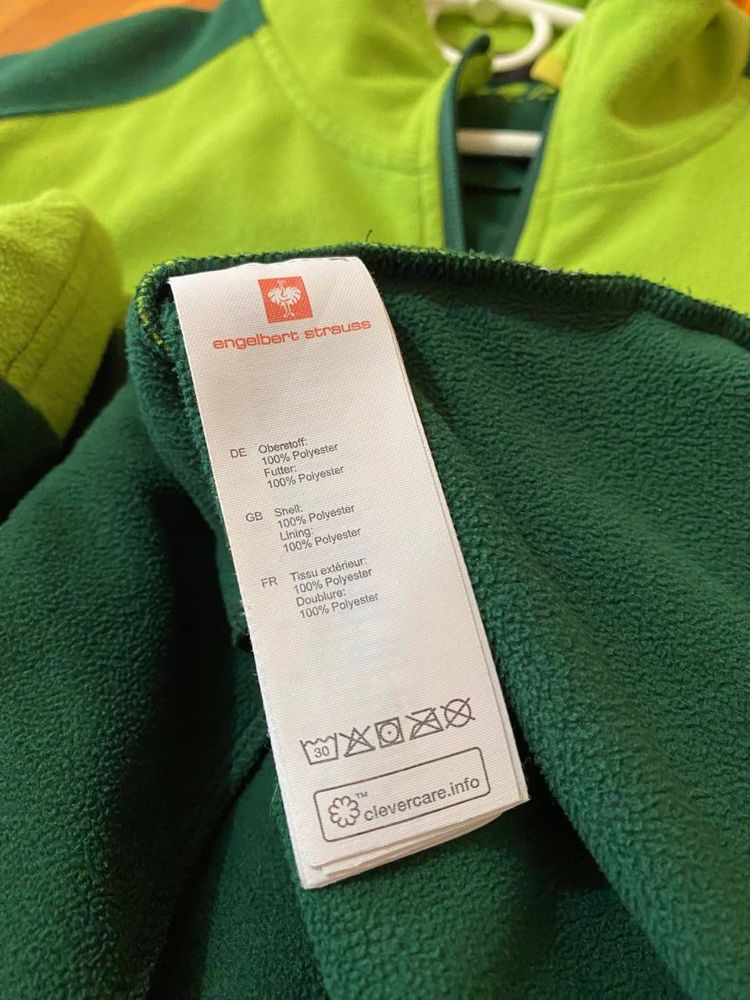 engelbert strauss
DE Oberstoff:
100% Polyester
Futter:
100% Polyester
GB Shell:
100% Polyester
Lining:
100% Polyester
FR Tissu extérieur:
100% Polyester
Doublure:
100% Polyester
30
TM clevercare.info